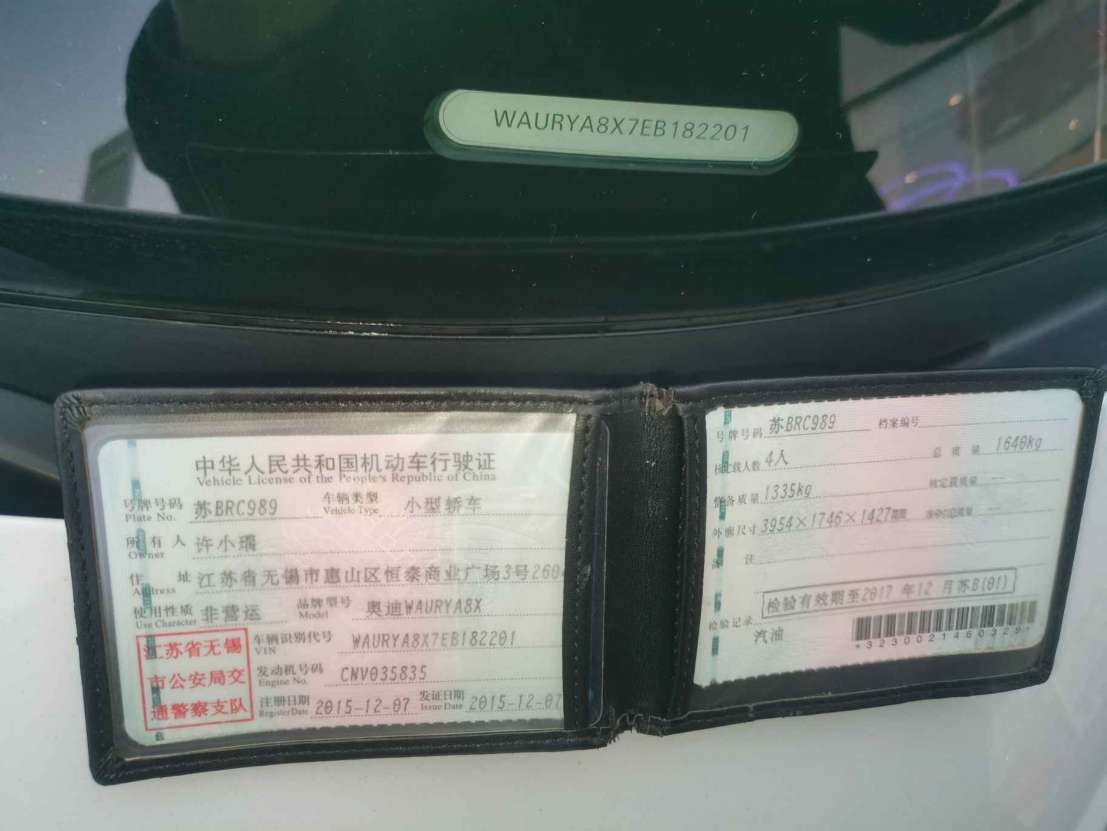 WAURYA8X7EB182201
中华人民共和国机动车行驶证
Vehicle License of the People's Republic of China
号牌号码 苏BRC989 车辆类型 小型轿车
Plate No. Vehicle Type
所有人 许小瑞
Owner
住址 江苏省无锡市惠山区恒泰商业广场3号260
Address
使用性质 非营运 品牌型号 奥迪WAURYA8X
Use Character Model
江苏省无锡
市公安局交
通警察支队
车辆识别代号 WAURYA8X7EB182201
VIN
发动机号码 CNV035835
Engine No.
注册日期 2015-12-07 发证日期 2015-12-07
Register Date Issue Date
号牌号码 苏BRC989 档案编号
核定载人数 4人 总质量 1640kg
整备质量 1335kg 核定载质量
外廓尺寸 3954×1746×1427mm 准牵引总质量
备注
检验有效期至2017年12月苏B(01)
检验记录
汽油
*3230021460329